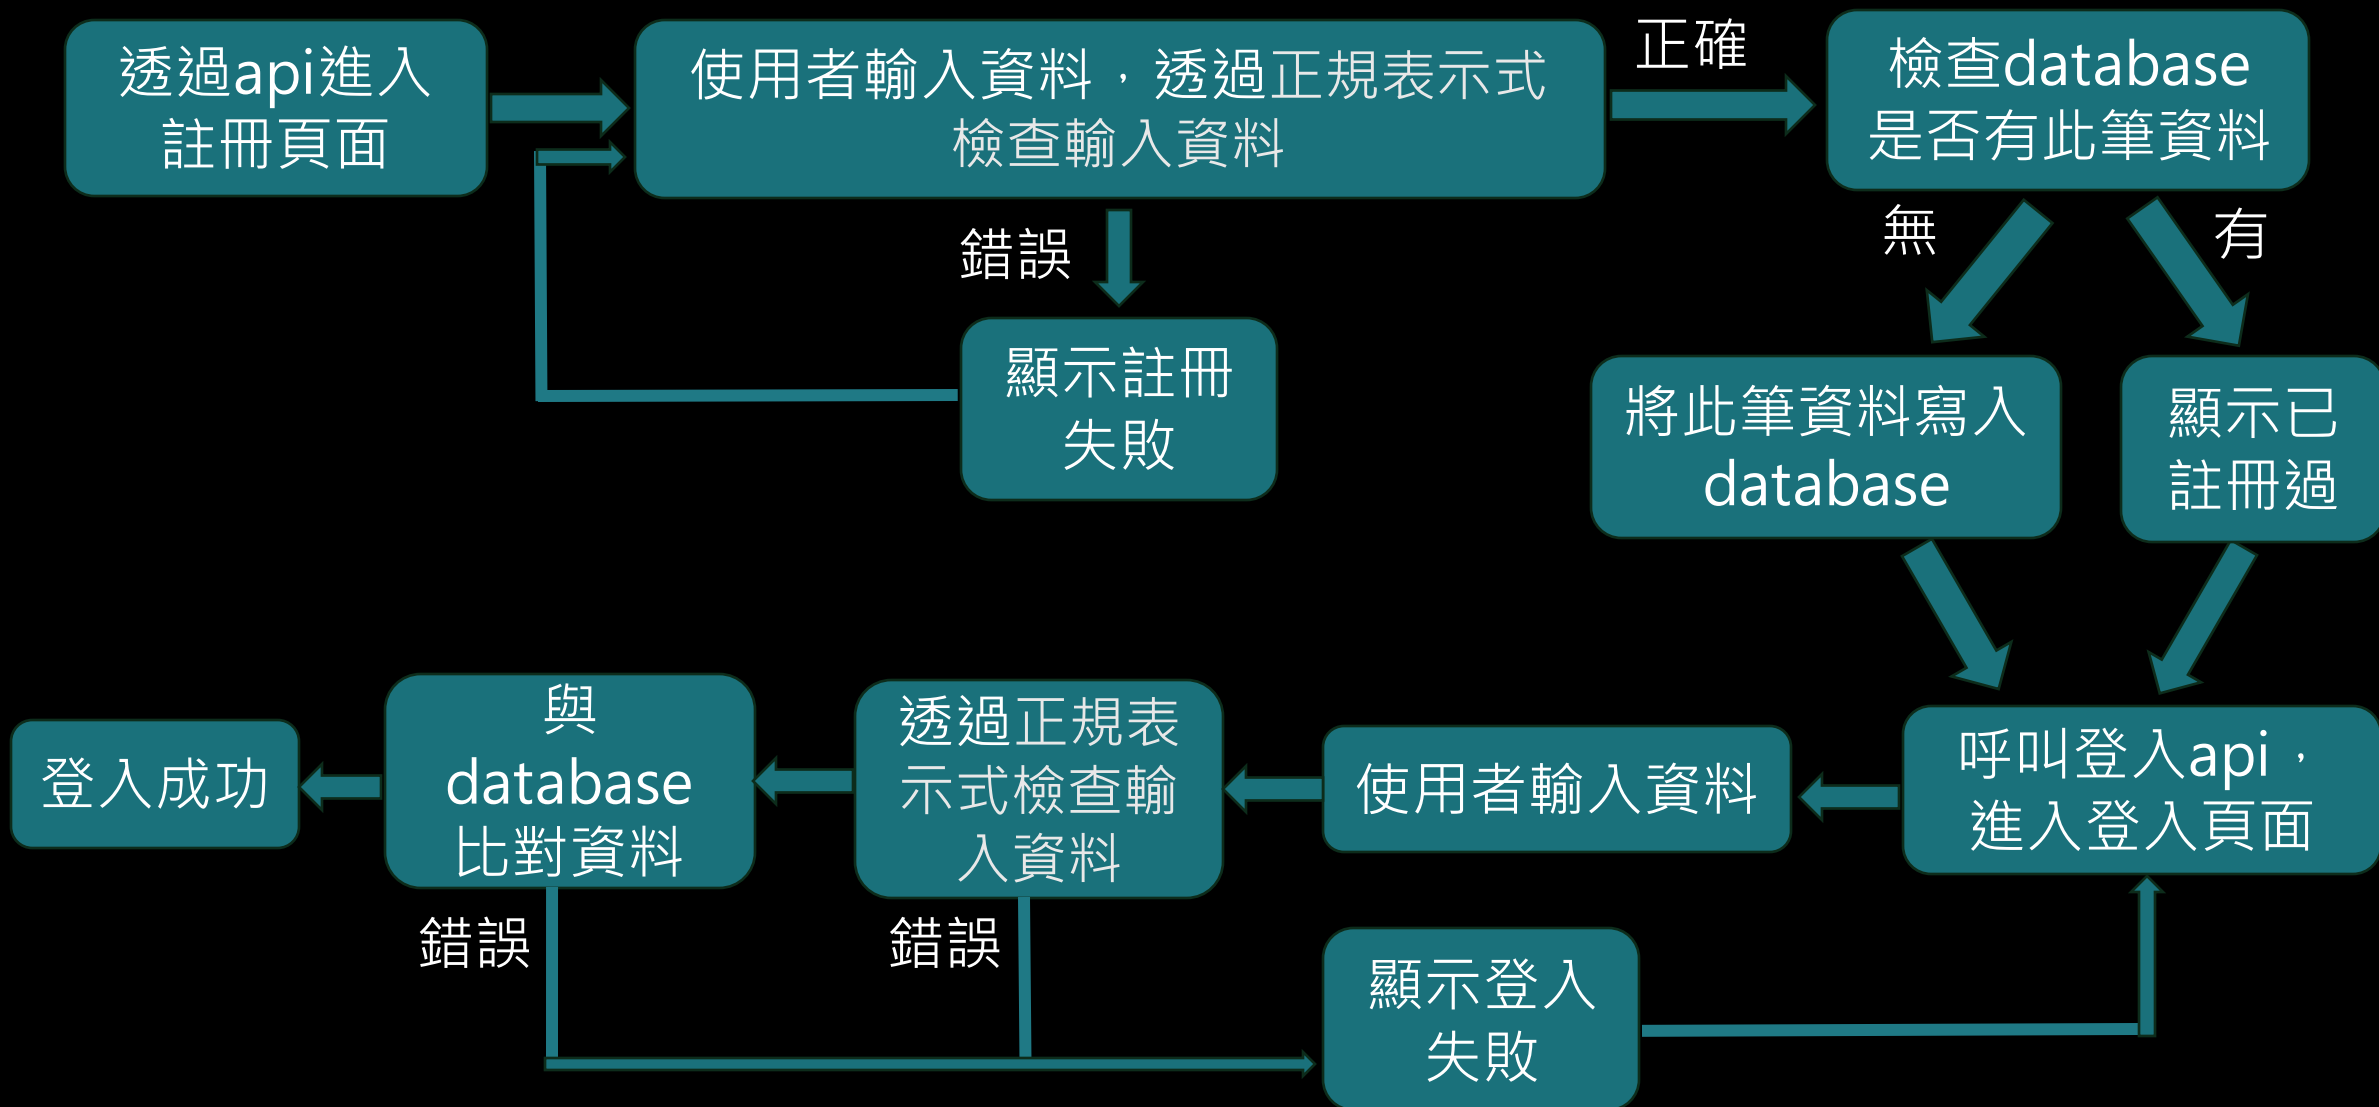 透過api進入
註冊頁面
使用者輸入資料，透過正規表示式
檢查輸入資料
正確
檢查database
是否有此筆資料
錯誤
無
有
顯示註冊
失敗
將此筆資料寫入
database
顯示已
註冊過
呼叫登入api，
進入登入頁面
使用者輸入資料
透過正規表
示式檢查輸
入資料
與
database
比對資料
登入成功
錯誤
錯誤
顯示登入
失敗